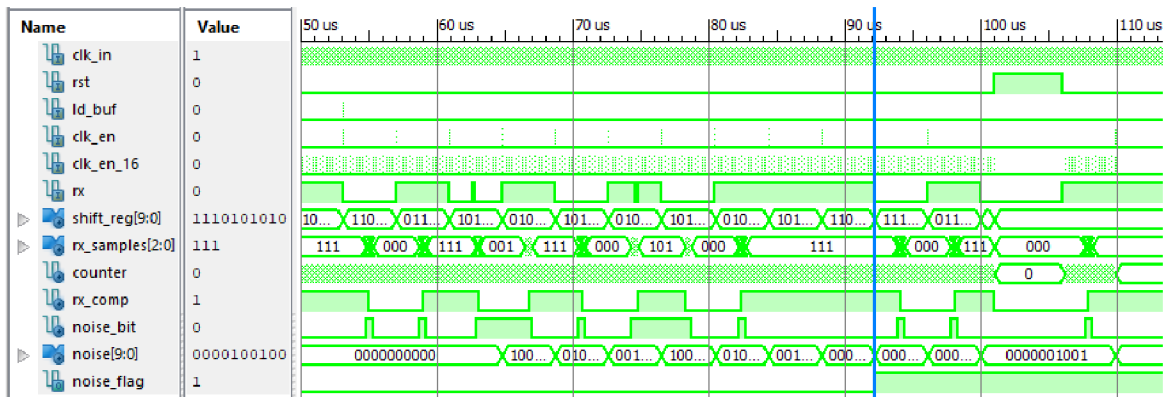 Name Value 50 us 60 us 70 us 80 us 90 us 100 us 110 us
clk_in 1
rst 0
ld_buf 0
clk_en 0
clk_en_16 0
rx 0
shift_reg[9:0] 1110101010 10... 110... 011... 101... 010... 101... 010... 101... 010... 101... 110... 111... 011...
rx_samples[2:0] 111 111 000 111 001 111 000 101 000 111 000 111 000
counter 0 0
rx_comp 1
noise_bit 0
noise[9:0] 0000100100 0000000000 100... 010... 001... 100... 010... 001... 000... 000... 000... 0000001001
noise_flag 1